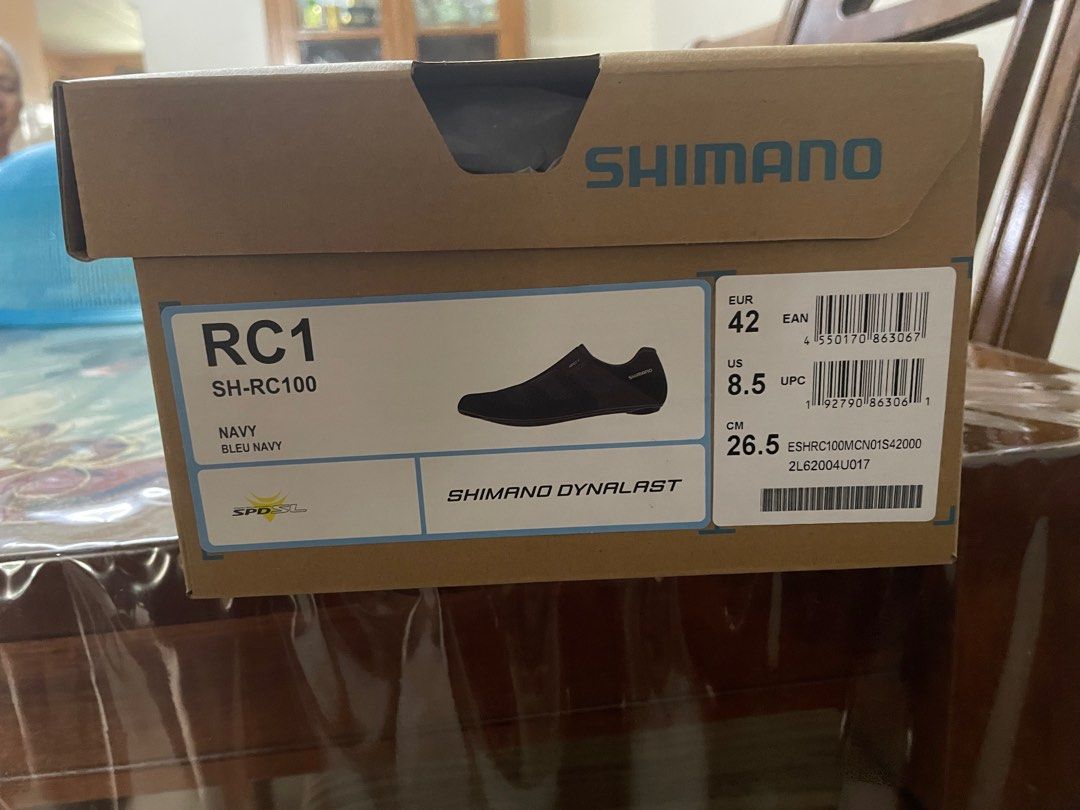 SHIMANO
RC1
SH-RC100
NAVY
BLEU NAVY
SHIMANO
SPD-SL
SHIMANO DYNALAST
EUR
42
EAN
4 550170 863067
US
8.5
UPC
1 92790 86306 1
CM
26.5
ESHRC100MCN01S42000
2L62004U017